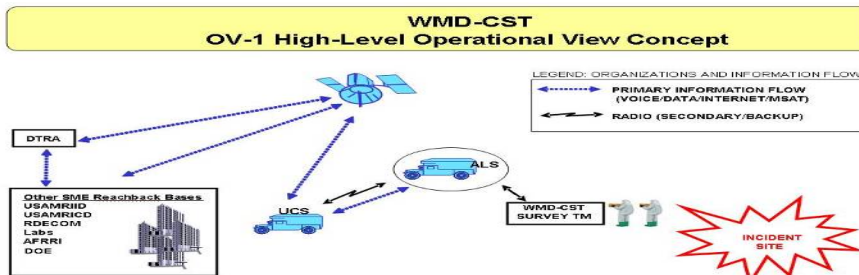 WMD-CST
OV-1 High-Level Operational View Concept
LEGEND: ORGANIZATIONS AND INFORMATION FLOW
PRIMARY INFORMATION FLOW
(VOICE/DATA/INTERNET/MSAT)
RADIO (SECONDARY/BACKUP)
DTRA
ALS
Other SME Reachback Bases
USAMRIID
USAMRICD
RDECOM
Labs
AFRRI
DOE
UCS
WMD-CST
SURVEY TM
INCIDENT
SITE